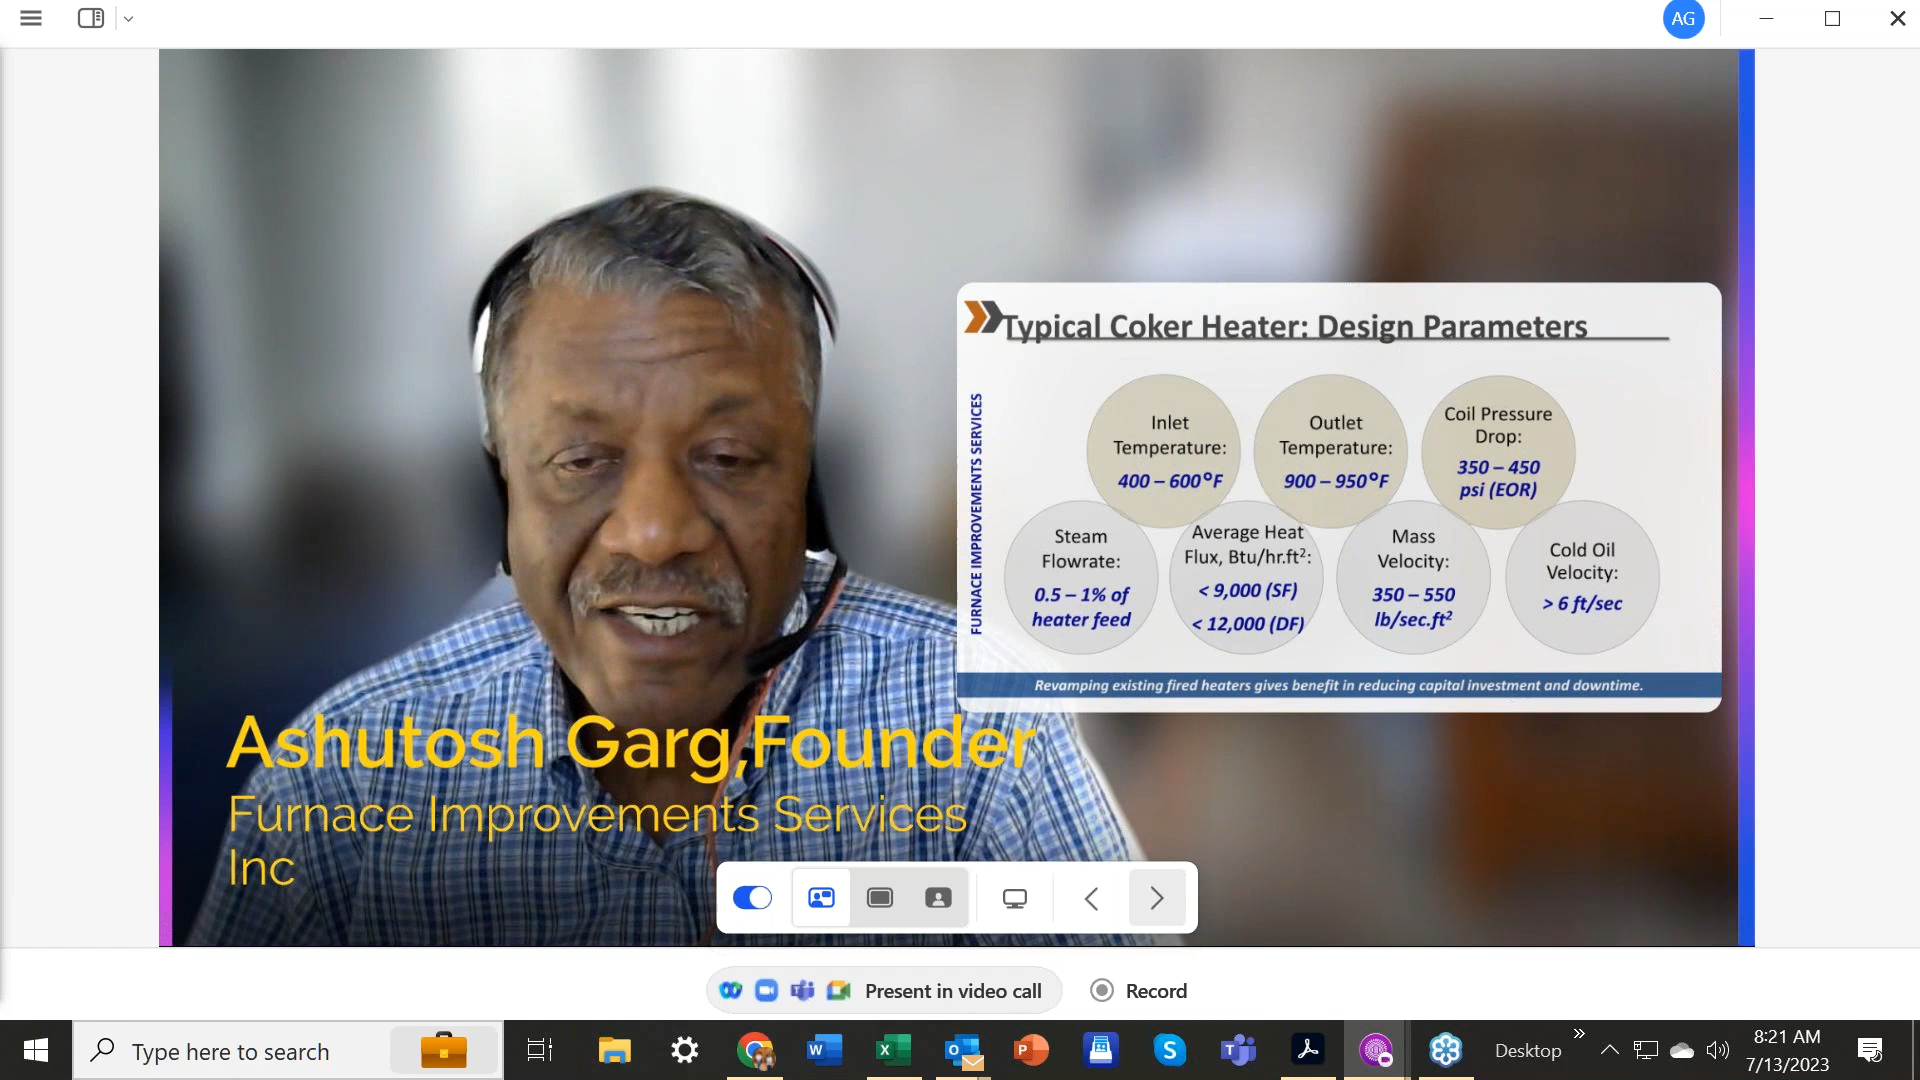 AG
Typical Coker Heater: Design Parameters
FURNACE IMPROVEMENTS SERVICES
Inlet
Temperature:
400 – 600°F
Outlet
Temperature:
900 – 950°F
Coil Pressure
Drop:
350 – 450
psi (EOR)
Steam
Flowrate:
0.5 – 1% of
heater feed
Average Heat
Flux, Btu/hr.ft²:
< 9,000 (SF)
< 12,000 (DF)
Mass
Velocity:
350 – 550
lb/sec.ft²
Cold Oil
Velocity:
> 6 ft/sec
Revamping existing fired heaters gives benefit in reducing capital investment and downtime.
Ashutosh Garg,Founder
Furnace Improvements Services
Inc
Present in video call
Record
Type here to search
Desktop
8:21 AM
7/13/2023